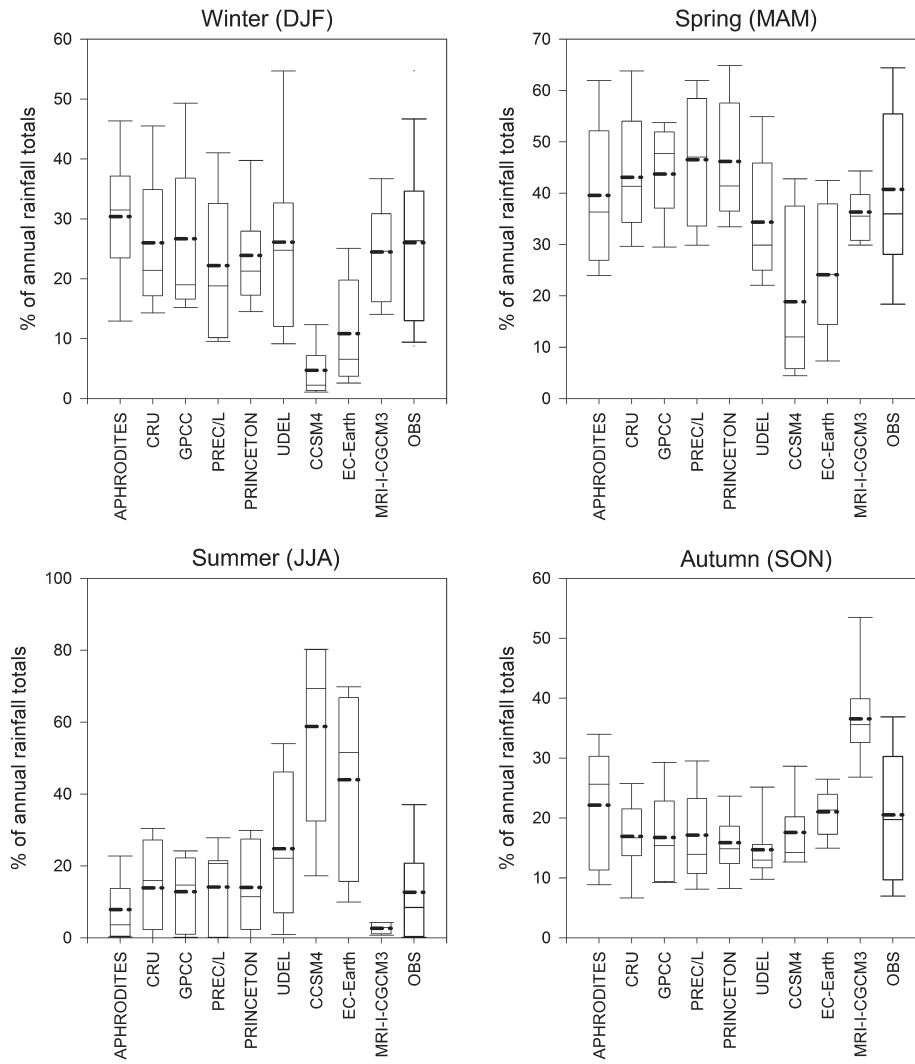 Winter (DJF)
% of annual rainfall totals
60
50
40
30
20
10
0
APHRODITES
CRU
GPCC
PREC/L
PRINCETON
UDEL
CCSM4
EC-Earth
MRI-I-CGCM3
OBS
Spring (MAM)
% of annual rainfall totals
70
60
50
40
30
20
10
0
APHRODITES
CRU
GPCC
PREC/L
PRINCETON
UDEL
CCSM4
EC-Earth
MRI-I-CGCM3
OBS
Summer (JJA)
% of annual rainfall totals
100
80
60
40
20
0
APHRODITES
CRU
GPCC
PREC/L
PRINCETON
UDEL
CCSM4
EC-Earth
MRI-I-CGCM3
OBS
Autumn (SON)
% of annual rainfall totals
60
50
40
30
20
10
0
APHRODITES
CRU
GPCC
PREC/L
PRINCETON
UDEL
CCSM4
EC-Earth
MRI-I-CGCM3
OBS